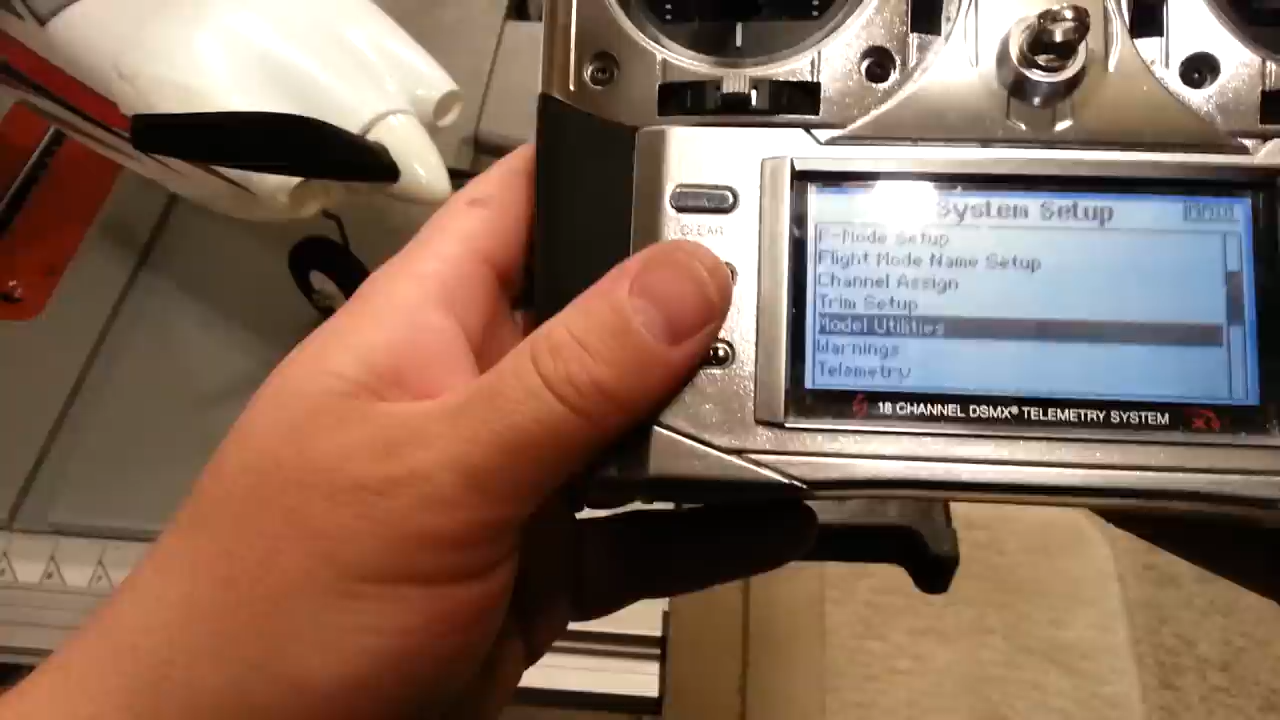 System Setup
F-Mode Setup
Flight Mode Name Setup
Channel Assign
Trim Setup
Model Utilities
Warnings
Telemetry
CLEAR
18 CHANNEL DSMX® TELEMETRY SYSTEM